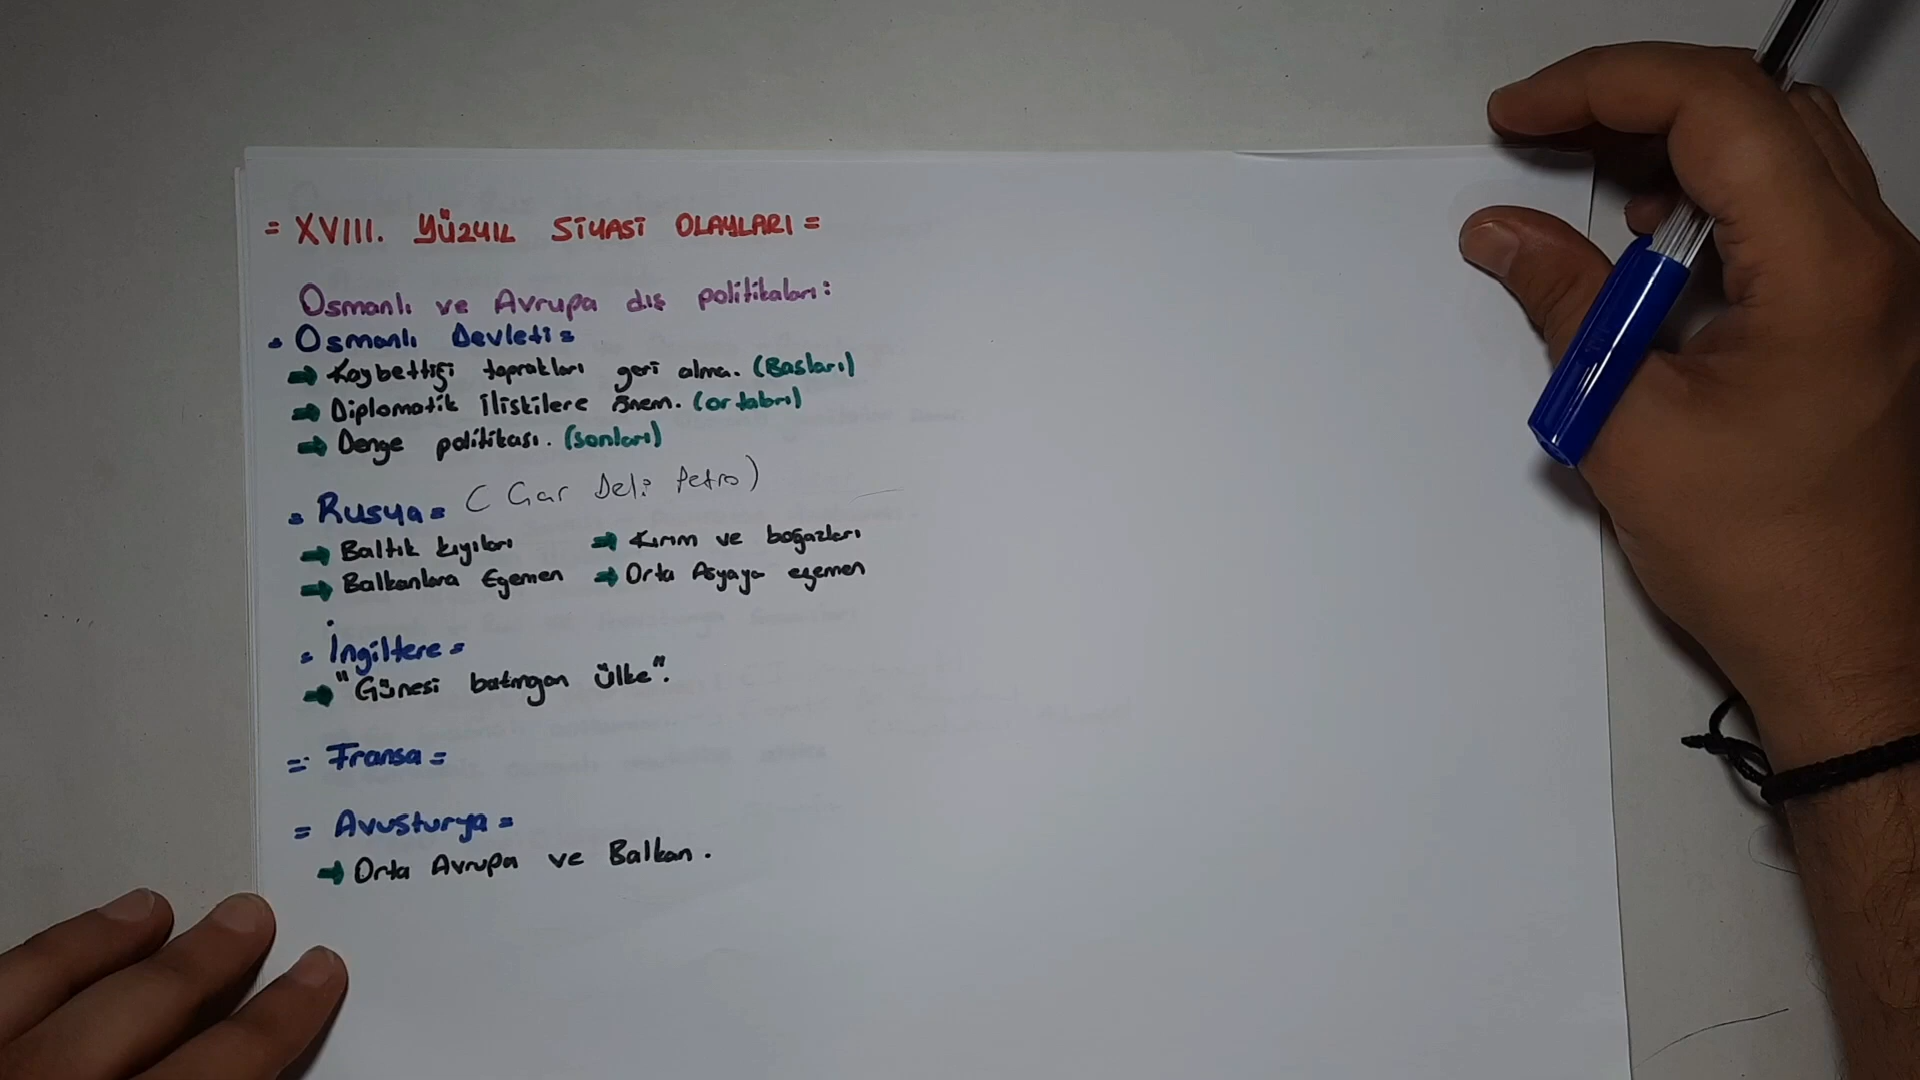 = XVIII. YÜZYIL SİYASİ OLAYLARI =
Osmanlı ve Avrupa dış politikaları:
= Osmanlı Devleti =
➡ Kaybettiği toprakları geri alma. (Başları)
➡ Diplomatik ilişkilere önem. (ortaları)
➡ Denge politikası. (sonları)
= Rusya = ( Çar Deli Petro )
➡ Baltık kıyıları ➡ Kırım ve boğazları
➡ Balkanlara Egemen ➡ Orta Asyaya egemen
= İngiltere =
➡ "Güneşi batmayan ülke".
= Fransa =
= Avusturya =
➡ Orta Avrupa ve Balkan.